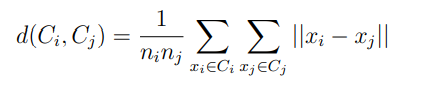 d(C_i, C_j) = \frac{1}{n_i n_j} \sum_{x_i \in C_i} \sum_{x_j \in C_j} ||x_i - x_j||